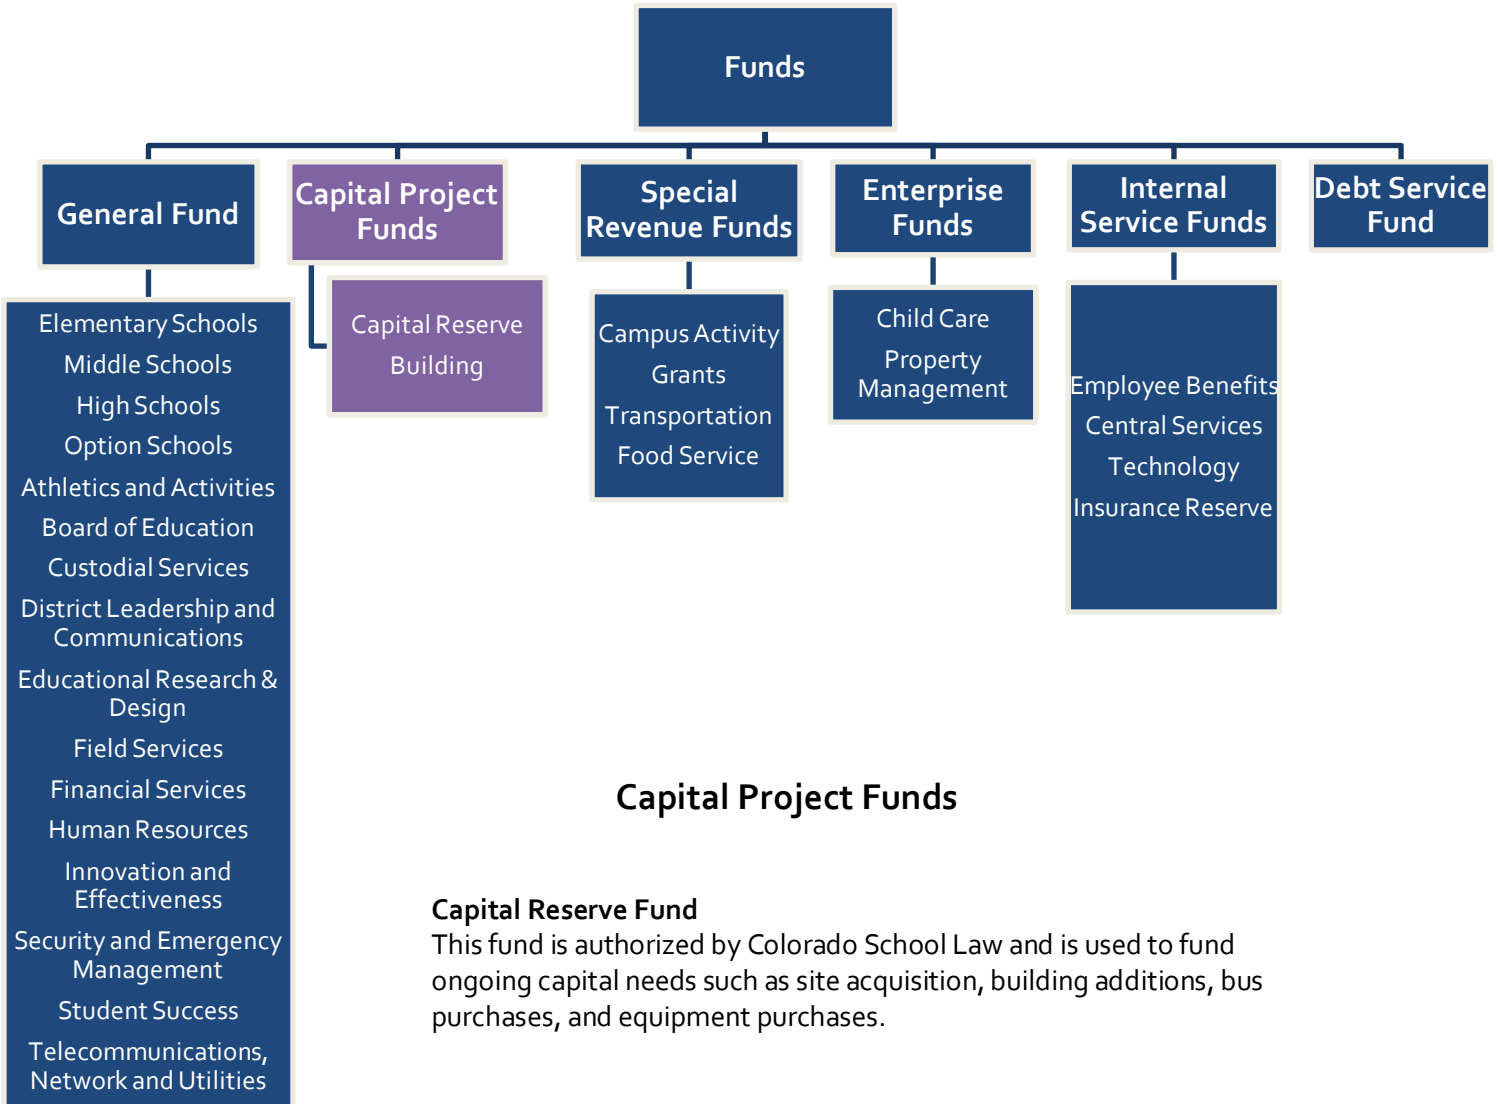 Funds
General Fund
Capital Project
Funds
Special
Revenue Funds
Enterprise
Funds
Internal
Service Funds
Debt Service
Fund
Elementary Schools
Middle Schools
High Schools
Option Schools
Athletics and Activities
Board of Education
Custodial Services
District Leadership and
Communications
Educational Research &
Design
Field Services
Financial Services
Human Resources
Innovation and
Effectiveness
Security and Emergency
Management
Student Success
Telecommunications,
Network and Utilities
Capital Reserve
Building
Campus Activity
Grants
Transportation
Food Service
Child Care
Property
Management
Employee Benefits
Central Services
Technology
Insurance Reserve
Capital Project Funds
Capital Reserve Fund
This fund is authorized by Colorado School Law and is used to fund
ongoing capital needs such as site acquisition, building additions, bus
purchases, and equipment purchases.